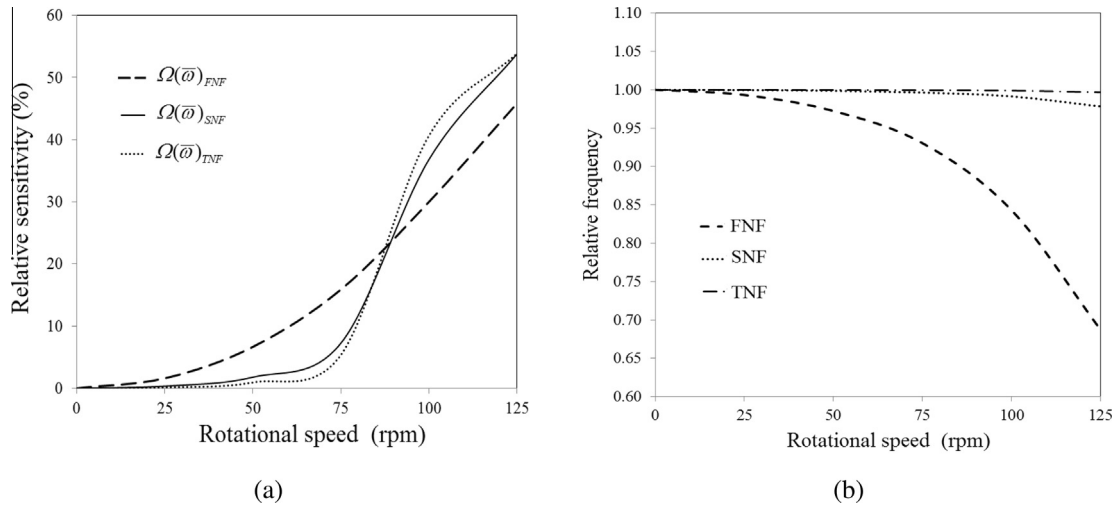 60
50
40
30
20
10
0
0 25 50 75 100 125
Relative sensitivity (%)
Rotational speed (rpm)
Ω(ω̅)FNF
Ω(ω̅)SNF
Ω(ω̅)TNF
(a)
1.10
1.05
1.00
0.95
0.90
0.85
0.80
0.75
0.70
0.65
0.60
0 25 50 75 100 125
Relative frequency
Rotational speed (rpm)
FNF
SNF
TNF
(b)